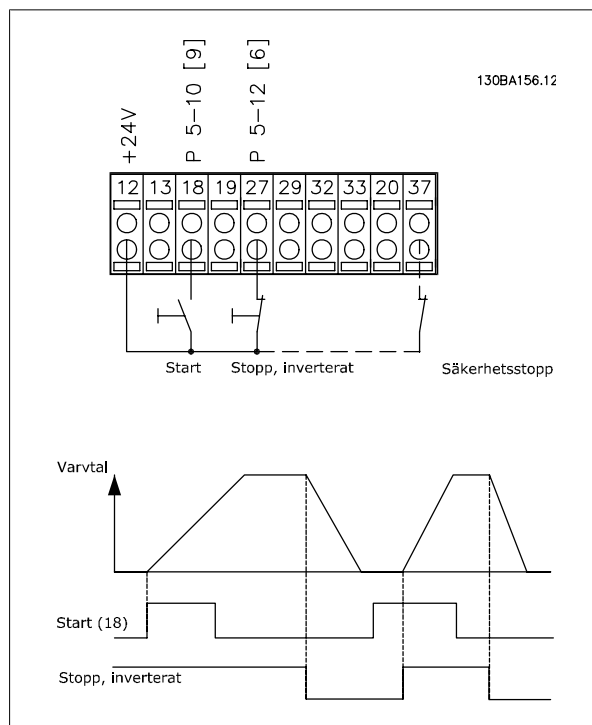 130BA156.12
+24V
P 5-10 [9]
P 5-12 [6]
12 13 18 19 27 29 32 33 20 37
Start Stopp, inverterat Säkerhetsstopp
Varvtal
Start (18)
Stopp, inverterat